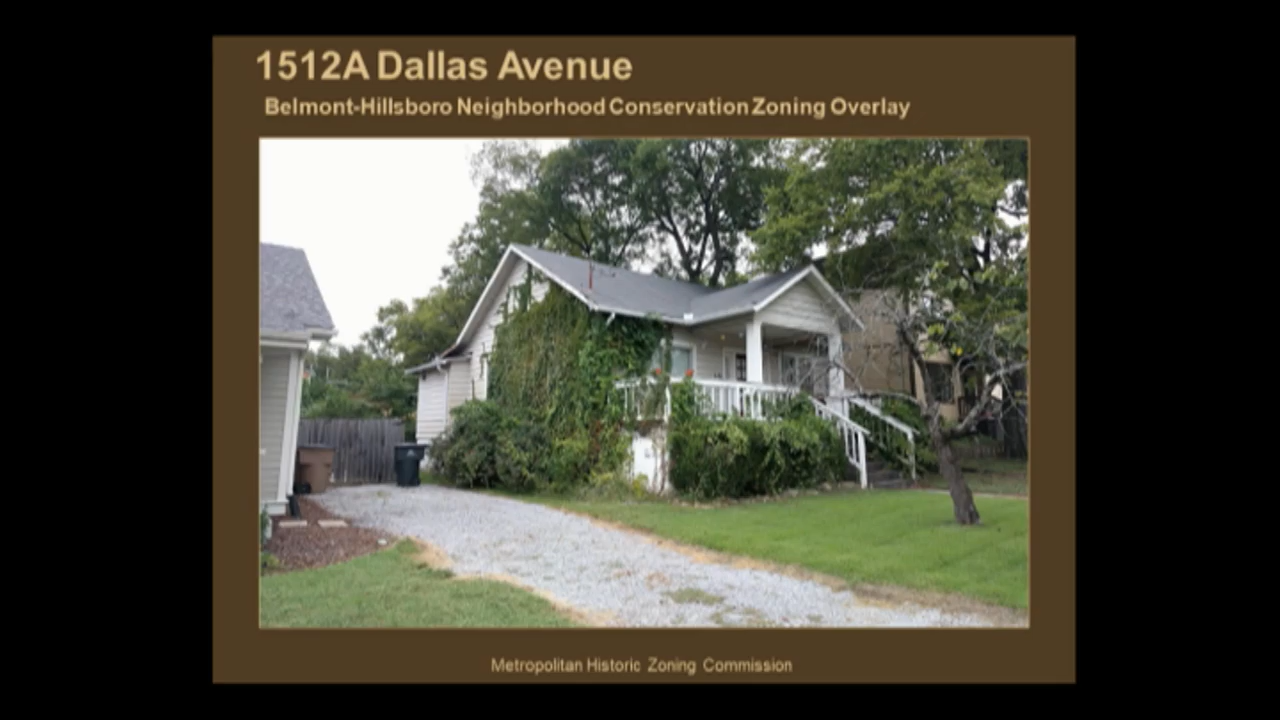 1512A Dallas Avenue
Belmont-Hillsboro Neighborhood Conservation Zoning Overlay
Metropolitan Historic Zoning Commission